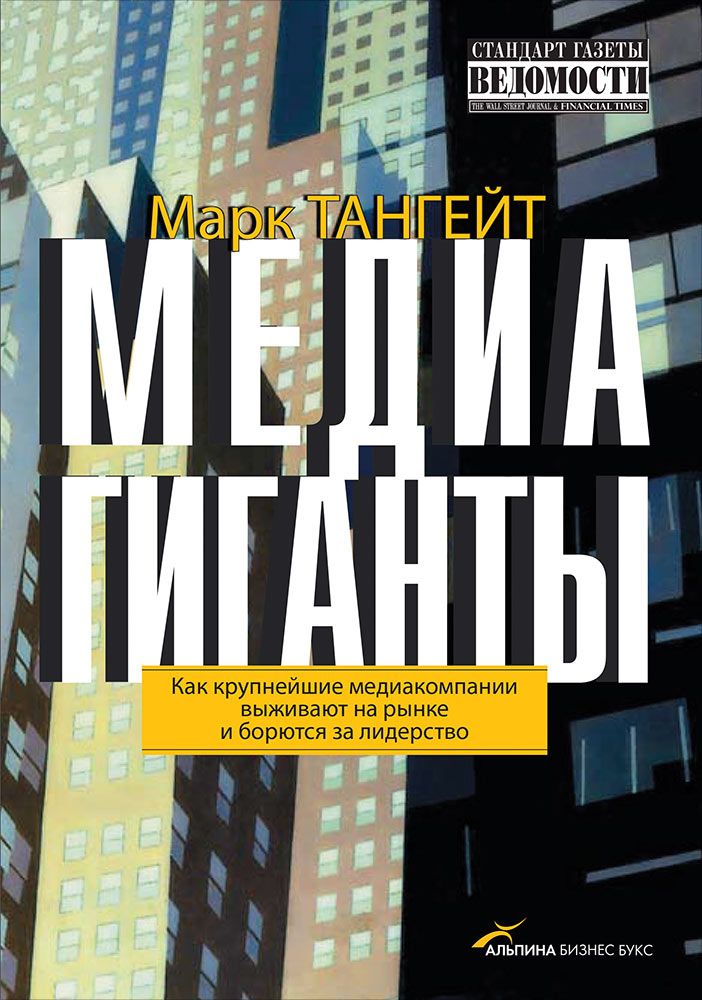 СТАНДАРТ ГАЗЕТЫ
ВЕДОМОСТИ
THE WALL STREET JOURNAL & FINANCIAL TIMES
Марк ТАНГЕЙТ
МЕДИА
ГИГАНТЫ
Как крупнейшие медиакомпании
выживают на рынке
и борются за лидерство
АЛЬПИНА БИЗНЕС БУКС